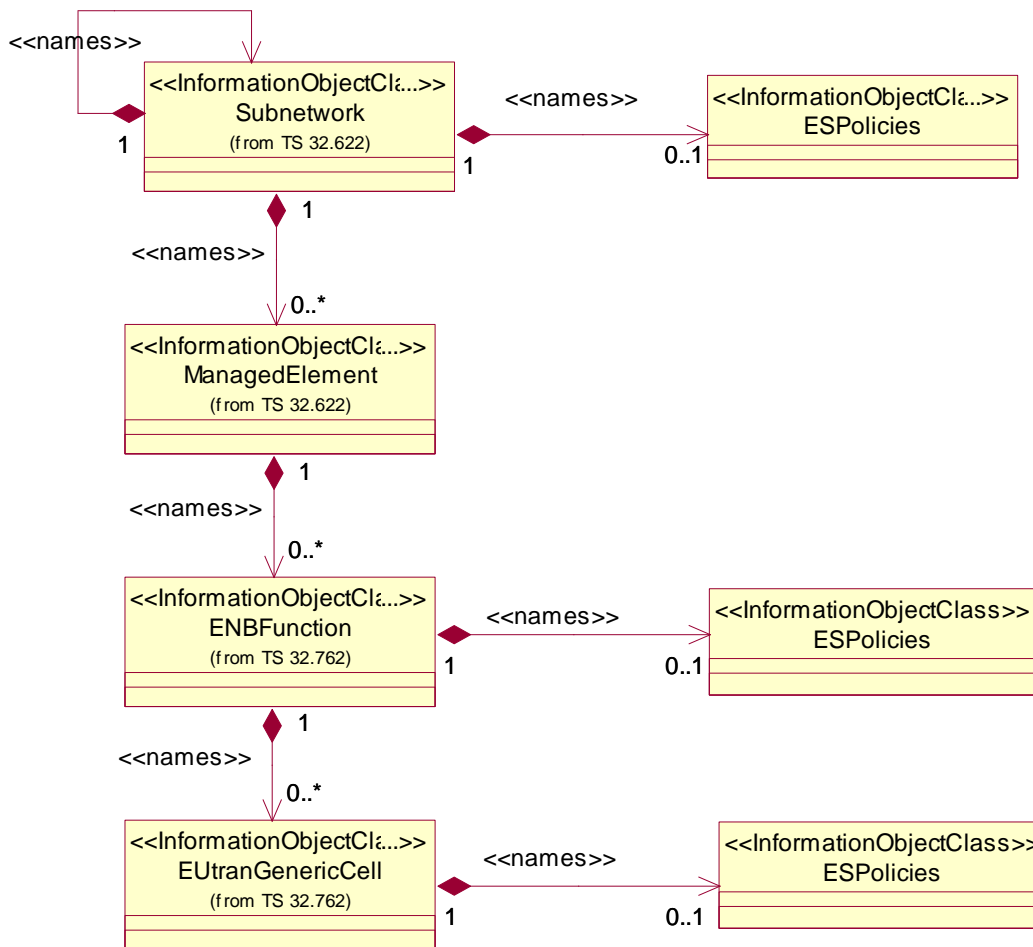 <<names>>
<<InformationObjectCla...>>
Subnetwork
(from TS 32.622)
1
1
<<names>>
0..1
<<InformationObjectCla...>>
ESPolicies
1
<<names>>
0..*
<<InformationObjectCla...>>
ManagedElement
(from TS 32.622)
1
<<names>>
0..*
<<InformationObjectCla...>>
ENBFunction
(from TS 32.762)
1
<<names>>
0..1
<<InformationObjectClass>>
ESPolicies
1
<<names>>
0..*
<<InformationObjectCla...>>
EUtranGenericCell
(from TS 32.762)
1
<<names>>
0..1
<<InformationObjectClass>>
ESPolicies